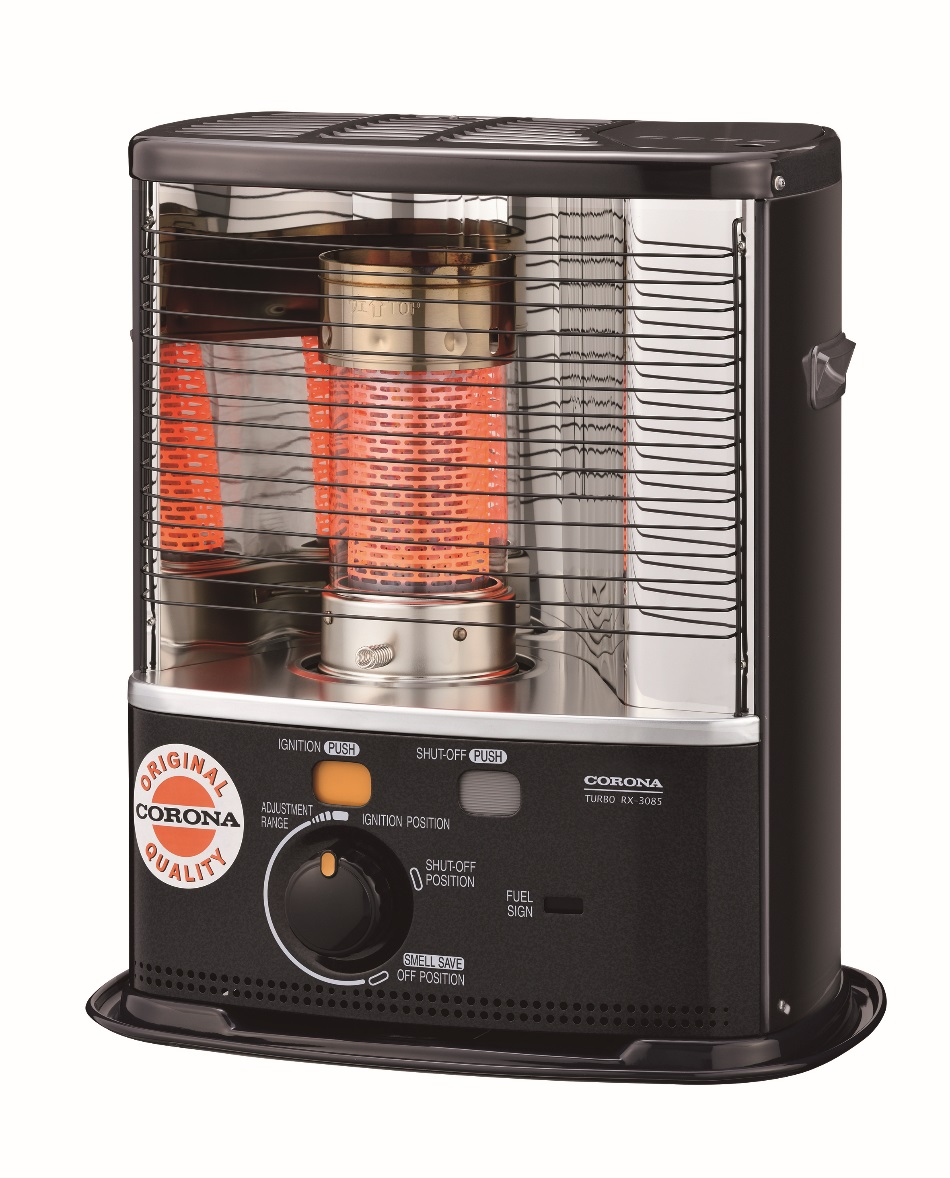 IGNITION PUSH
SHUT-OFF PUSH
ORIGINAL
CORONA
QUALITY
CORONA
TURBO RX-3085
ADJUSTMENT
RANGE
IGNITION POSITION
SHUT-OFF
POSITION
FUEL
SIGN
SMELL SAVE
OFF POSITION